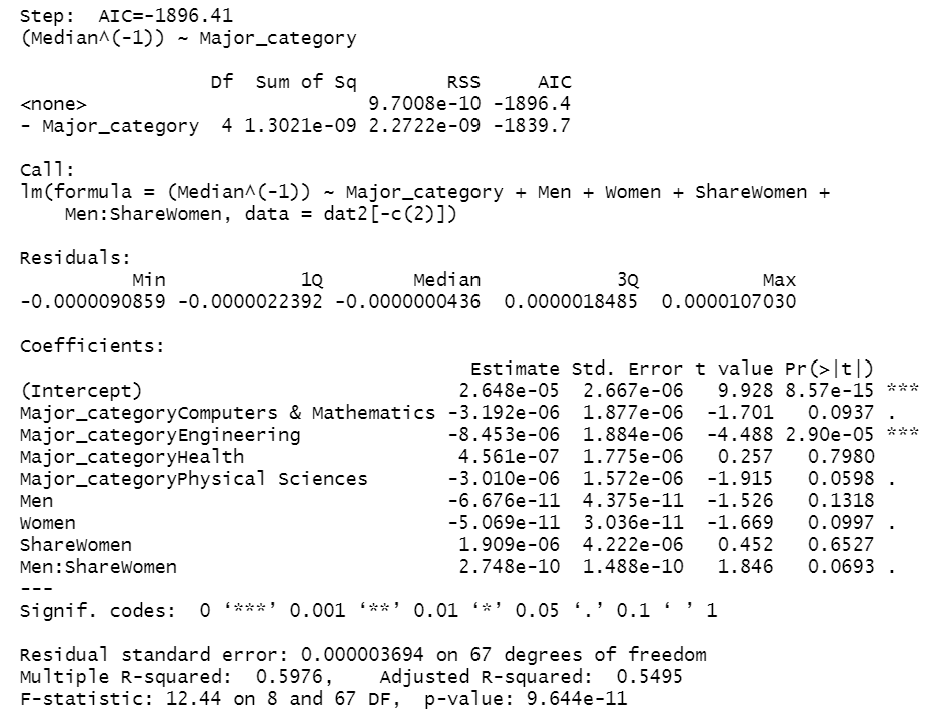 Step:  AIC=-1896.41
(Median^(-1)) ~ Major_category

                 Df  Sum of Sq        RSS     AIC
<none>                         9.7008e-10 -1896.4
- Major_category  4 1.3021e-09 2.2722e-09 -1839.7

Call:
lm(formula = (Median^(-1)) ~ Major_category + Men + Women + ShareWomen +
    Men:ShareWomen, data = dat2[-c(2)])

Residuals:
          Min            1Q        Median            3Q           Max
-0.0000090859 -0.0000022392 -0.0000000436  0.0000018485  0.0000107030

Coefficients:
                                         Estimate Std. Error t value Pr(>|t|)
(Intercept)                             2.648e-05  2.667e-06   9.928 8.57e-15 ***
Major_categoryComputers & Mathematics -3.192e-06  1.877e-06  -1.701   0.0937 .
Major_categoryEngineering             -8.453e-06  1.884e-06  -4.488 2.90e-05 ***
Major_categoryHealth                   4.561e-07  1.775e-06   0.257   0.7980
Major_categoryPhysical Sciences       -3.010e-06  1.572e-06  -1.915   0.0598 .
Men                                   -6.676e-11  4.375e-11  -1.526   0.1318
Women                                 -5.069e-11  3.036e-11  -1.669   0.0997 .
ShareWomen                             1.909e-06  4.222e-06   0.452   0.6527
Men:ShareWomen                         2.748e-10  1.488e-10   1.846   0.0693 .
---
Signif. codes:  0 ‘***’ 0.001 ‘**’ 0.01 ‘*’ 0.05 ‘.’ 0.1 ‘ ’ 1

Residual standard error: 0.000003694 on 67 degrees of freedom
Multiple R-squared:  0.5976,    Adjusted R-squared:  0.5495
F-statistic: 12.44 on 8 and 67 DF,  p-value: 9.644e-11